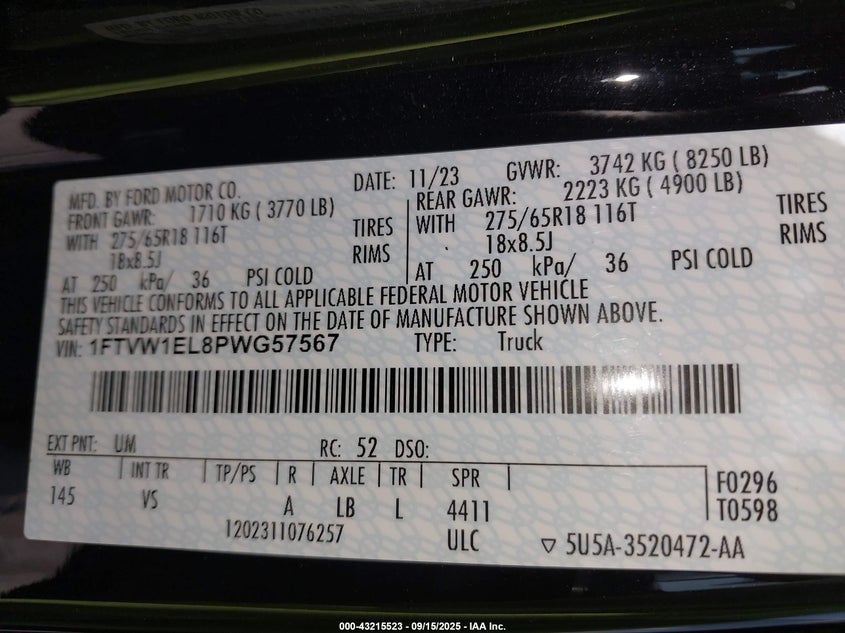 MFD. BY FORD MOTOR CO.
DATE: 11/23 GVWR: 3742 KG ( 8250 LB)
FRONT GAWR: 1710 KG ( 3770 LB)
WITH 275/65R18 116T TIRES
18x8.5J RIMS
AT 250 kPa/ 36 PSI COLD
REAR GAWR: 2223 KG ( 4900 LB)
WITH 275/65R18 116T TIRES
18x8.5J RIMS
AT 250 kPa/ 36 PSI COLD
THIS VEHICLE CONFORMS TO ALL APPLICABLE FEDERAL MOTOR VEHICLE
SAFETY STANDARDS IN EFFECT ON THE DATE OF MANUFACTURE SHOWN ABOVE.
VIN: 1FTVW1EL8PWG57567 TYPE: Truck
EXT PNT: UM RC: 52 DSO:
WB INT TR TP/PS R AXLE TR SPR
145 VS A LB L 4411
F0296
T0598
1202311076257 ULC 5U5A-3520472-AA
000-43215523 - 09/15/2025 - IAA Inc.